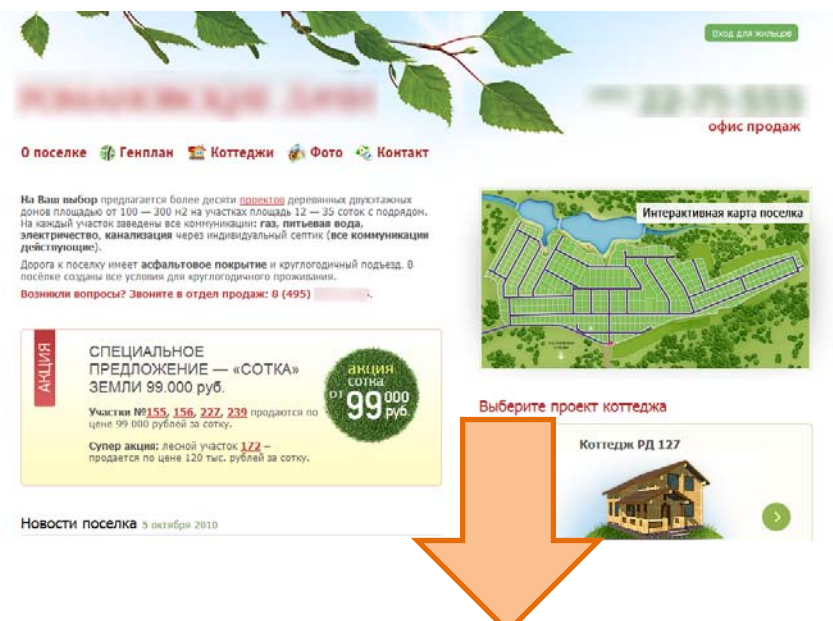 Вход для жильцов
офис продаж
О поселке Генплан Коттеджи Фото Контакт
На Ваш выбор предлагается более десяти проектов деревянных двухэтажных
домов площадью от 100 — 300 м2 на участках площадь 12 — 35 соток с подрядом.
На каждый участок заведены все коммуникации: газ, питьевая вода,
электричество, канализация через индивидуальный септик (все коммуникации
действующие).
Дорога к поселку имеет асфальтовое покрытие и круглогодичный подъезд. В
посёлке созданы все условия для круглогодичного проживания.
Возникли вопросы? Звоните в отдел продаж: 8 (495)
Интерактивная карта поселка
АКЦИЯ
СПЕЦИАЛЬНОЕ
ПРЕДЛОЖЕНИЕ — «СОТКА»
ЗЕМЛИ 99.000 руб.
Участки №155, 156, 227, 239 продаются по
цене 99 000 рублей за сотку.
Супер акция: лесной участок 172 –
продается по цене 120 тыс. рублей за сотку.
акция
сотка
от 99 000 руб.
Выберите проект коттеджа
Коттедж РД 127
Новости поселка 5 октября 2010